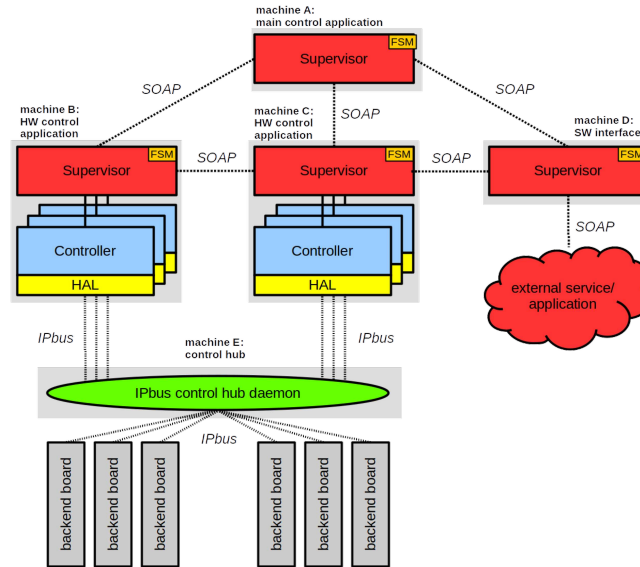 machine A:
main control application
FSM
Supervisor
SOAP
machine B:
HW control
application
SOAP
machine C:
HW control
application
machine D:
SW interface
FSM
Supervisor
SOAP
FSM
Supervisor
SOAP
FSM
Supervisor
SOAP
Controller
HAL
Controller
HAL
external service/
application
IPbus
IPbus
machine E:
control hub
IPbus control hub daemon
IPbus
backend board
backend board
backend board
backend board
backend board
backend board